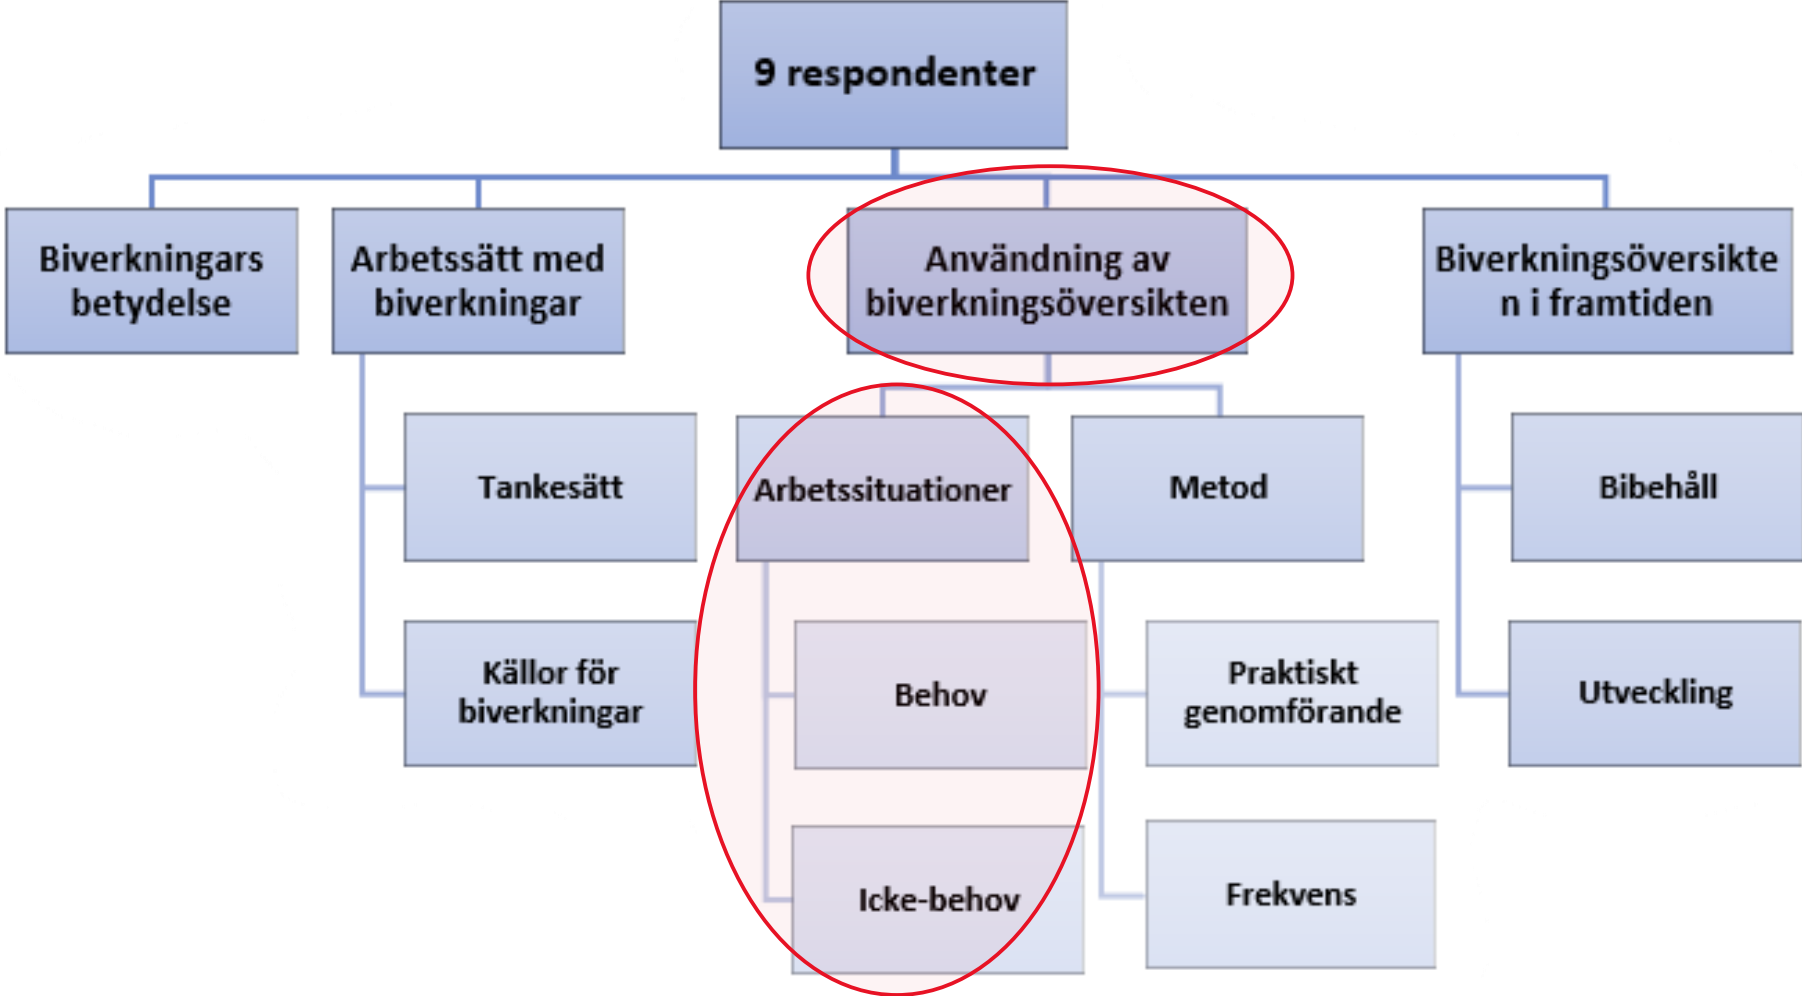 9 respondenter
Biverkningars
betydelse
Arbetssätt med
biverkningar
Användning av
biverkningsöversikten
Biverkningsöversikte
n i framtiden
Tankesätt
Källor för
biverkningar
Arbetssituationer
Behov
Icke-behov
Metod
Praktiskt
genomförande
Frekvens
Bibehåll
Utveckling